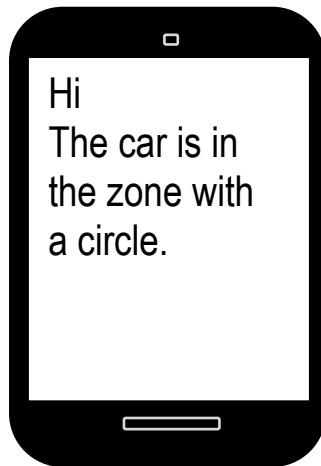 Hi
The car is in
the zone with
a circle.